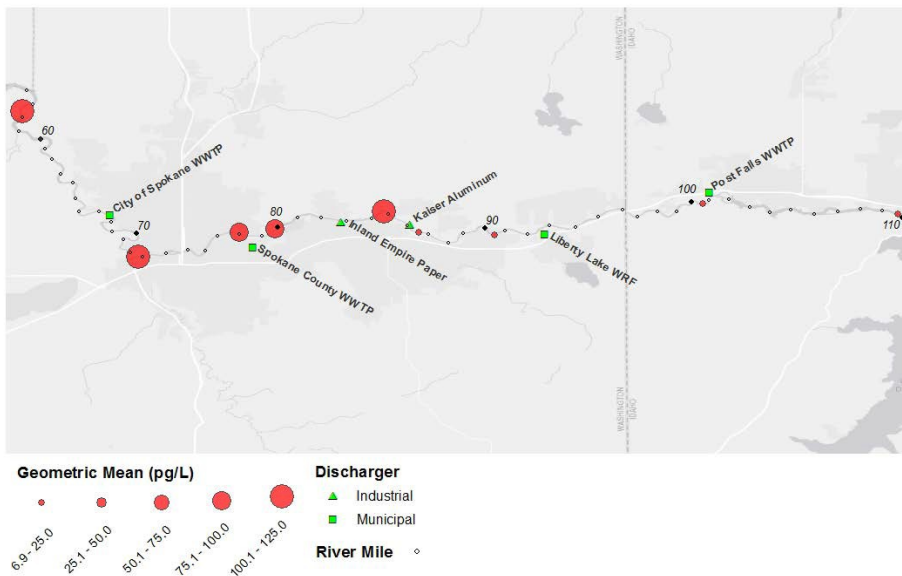 WASHINGTON
IDAHO
60
City of Spokane WWTP
70
80
Spokane County WWTP
Inland Empire Paper
Kaiser Aluminum
90
Liberty Lake WRF
100
Post Falls WWTP
110
WASHINGTON
IDAHO
Geometric Mean (pg/L)
6.9 - 25.0
25.1 - 50.0
50.1 - 75.0
75.1 - 100.0
100.1 - 125.0
Discharger
Industrial
Municipal
River Mile